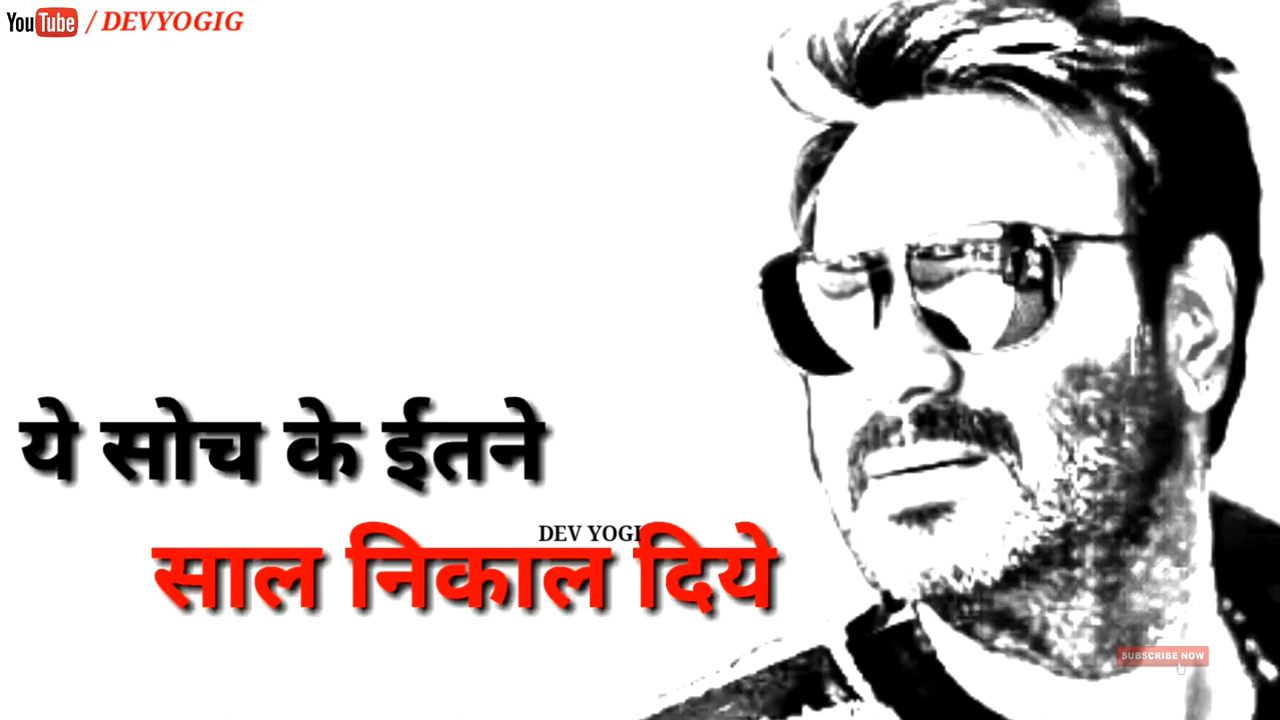 YouTube / DEVYOGIG
ये सोच के ईतने
DEV YOGI
साल निकाल दिये
SUBSCRIBE NOW